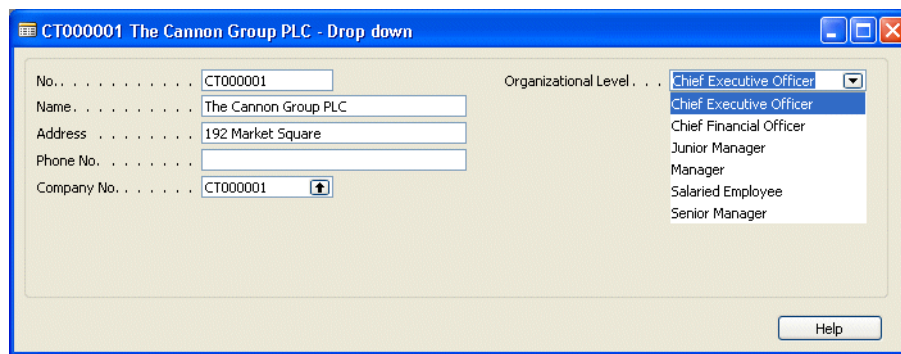 CT000001 The Cannon Group PLC - Drop down
No. . . . . . . . . . . . CT000001
Name. . . . . . . . . . The Cannon Group PLC
Address . . . . . . . . 192 Market Square
Phone No. . . . . . . .
Company No. . . . . . . CT000001
Organizational Level. . . . Chief Executive Officer
Chief Executive Officer
Chief Financial Officer
Junior Manager
Manager
Salaried Employee
Senior Manager
Help